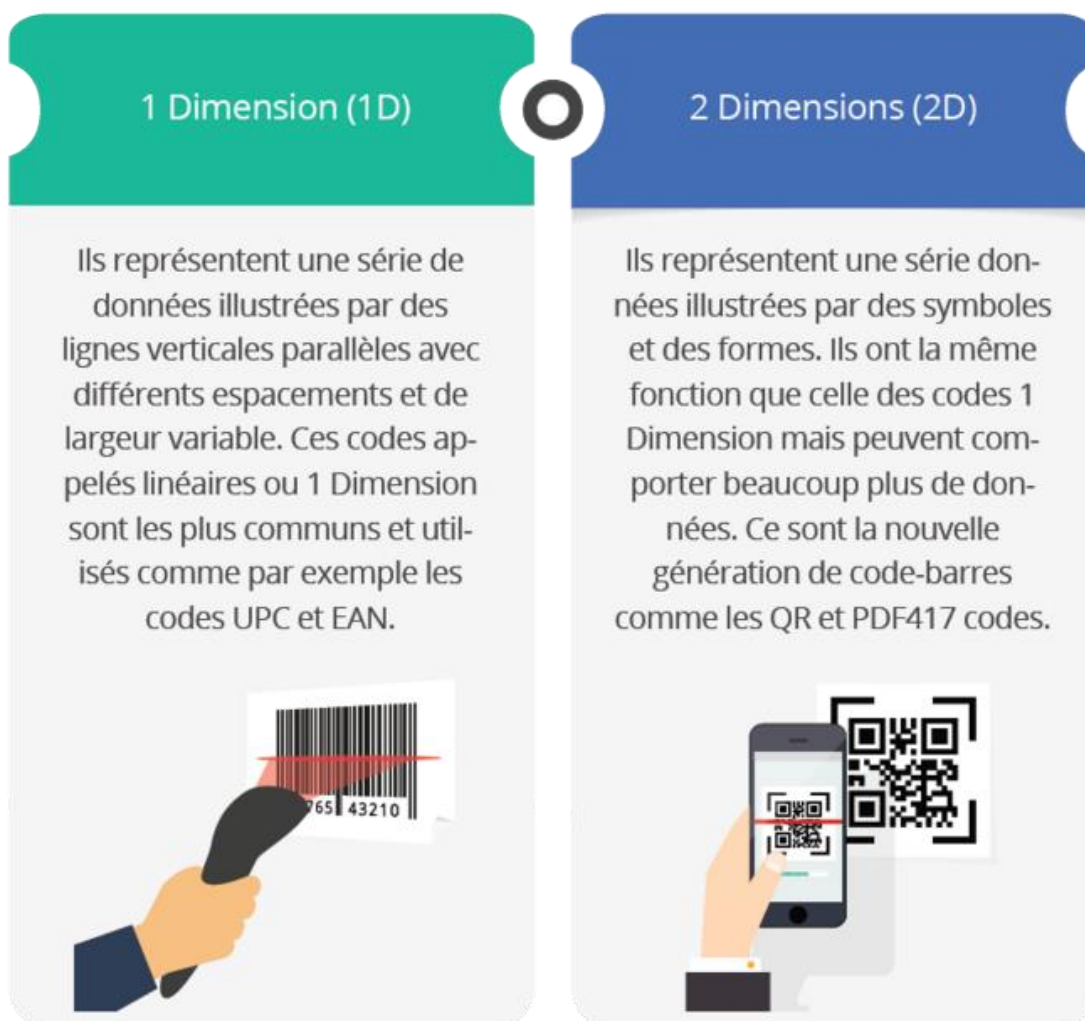 1 Dimension (1D)
Ils représentent une série de
données illustrées par des
lignes verticales parallèles avec
différents espacements et de
largeur variable. Ces codes ap-
pelés linéaires ou 1 Dimension
sont les plus communs et util-
isés comme par exemple les
codes UPC et EAN.
765 43210
2 Dimensions (2D)
Ils représentent une série don-
nées illustrées par des symboles
et des formes. Ils ont la même
fonction que celle des codes 1
Dimension mais peuvent com-
porter beaucoup plus de don-
nées. Ce sont la nouvelle
génération de code-barres
comme les QR et PDF417 codes.